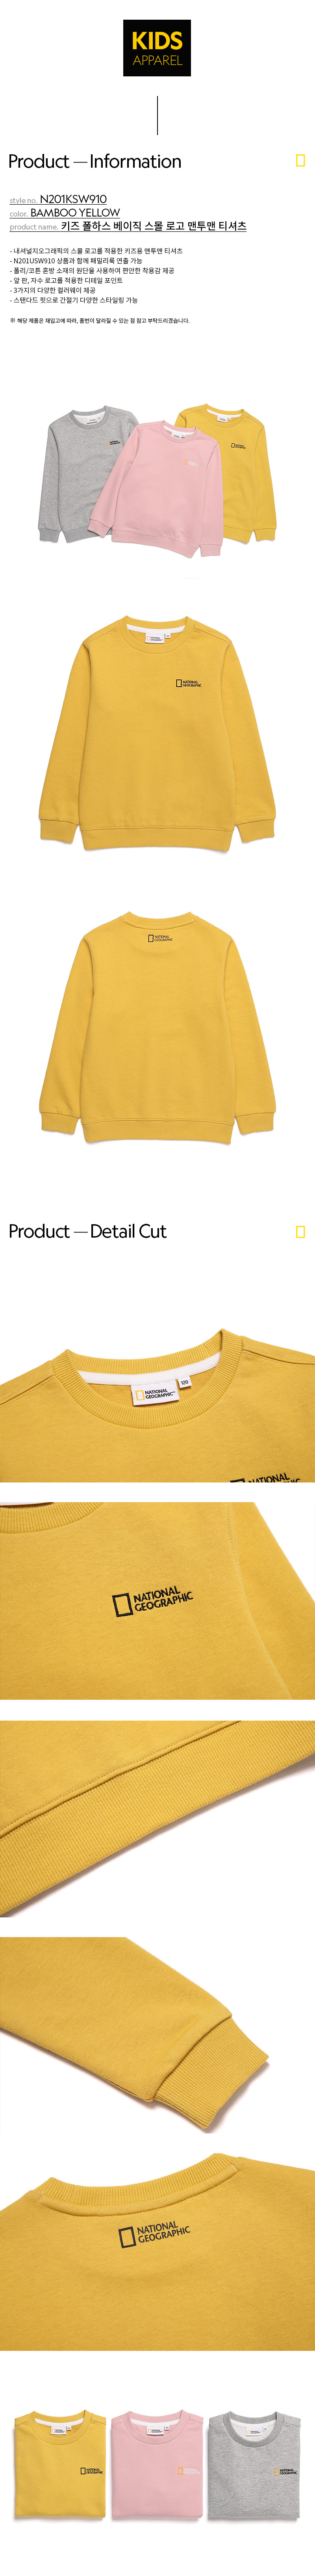 KIDS
APPAREL
Product — Information
style no. N201KSW910
color. BAMBOO YELLOW
product name. 키즈 폴하스 베이직 스몰 로고 맨투맨 티셔츠
- 내셔널지오그래픽의 스몰 로고를 적용한 키즈용 맨투맨 티셔츠
- N201USW910 상품과 함께 패밀리룩 연출 가능
- 폴리/코튼 혼방 소재의 원단을 사용하여 편안한 착용감 제공
- 앞 판, 자수 로고를 적용한 디테일 포인트
- 3가지의 다양한 컬러웨이 제공
- 스탠다드 핏으로 간절기 다양한 스타일링 가능
※ 해당 제품은 재입고에 따라, 품번이 달라질 수 있는 점 참고 부탁드리겠습니다.
NATIONAL
GEOGRAPHIC
NATIONAL
GEOGRAPHIC
Product — Detail Cut
NATIONAL
GEOGRAPHIC
120
NATIONAL
GEOGRAPHIC
NATIONAL
GEOGRAPHIC
NATIONAL
GEOGRAPHIC
NATIONAL
GEOGRAPHIC
NATIONAL
GEOGRAPHIC